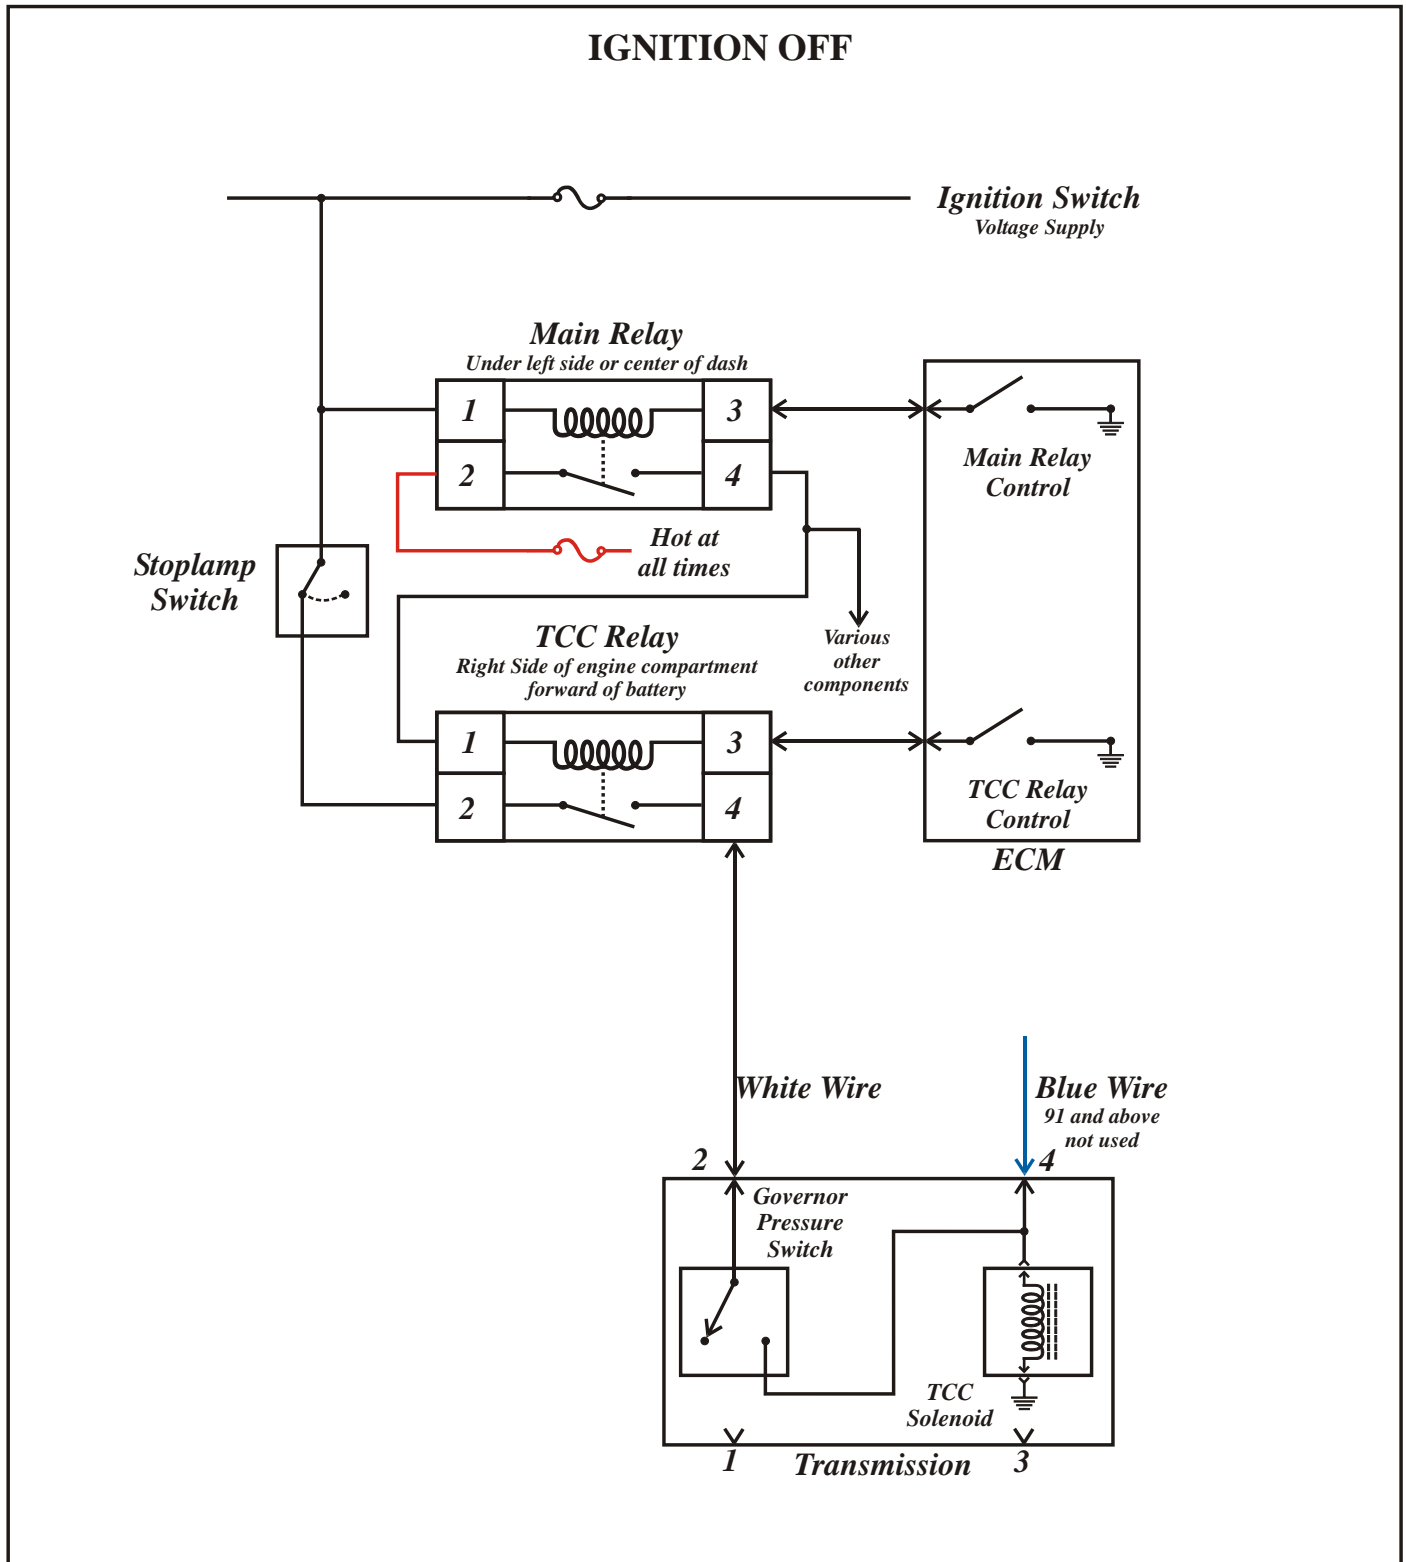 IGNITION OFF
Ignition Switch
Voltage Supply
Main Relay
Under left side or center of dash
1
3
2
4
Main Relay
Control
Hot at
all times
Stoplamp
Switch
TCC Relay
Right Side of engine compartment
forward of battery
Various
other
components
1
3
2
4
TCC Relay
Control
ECM
White Wire
Blue Wire
91 and above
not used
2
4
Governor
Pressure
Switch
TCC
Solenoid
1
Transmission
3